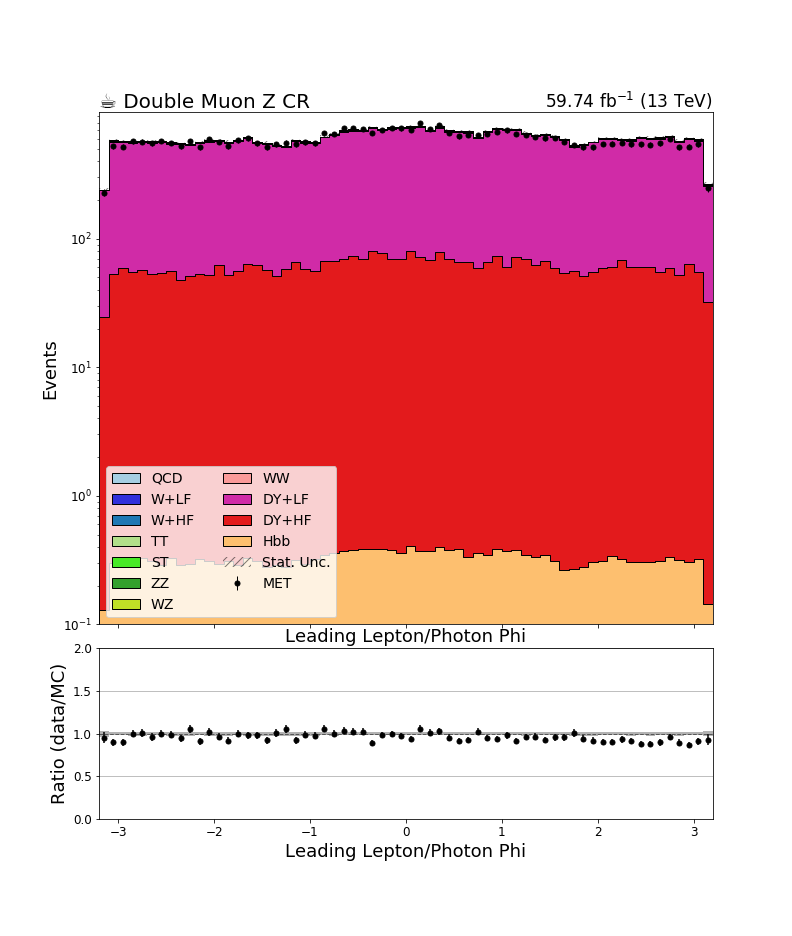 ☕ Double Muon Z CR 59.74 fb⁻¹ (13 TeV)
Events
10²
10¹
10⁰
10⁻¹
QCD WW
W+LF DY+LF
W+HF DY+HF
TT Hbb
ST Stat. Unc.
ZZ MET
WZ
Leading Lepton/Photon Phi
Ratio (data/MC)
2.0
1.5
1.0
0.5
0.0
−3 −2 −1 0 1 2 3
Leading Lepton/Photon Phi